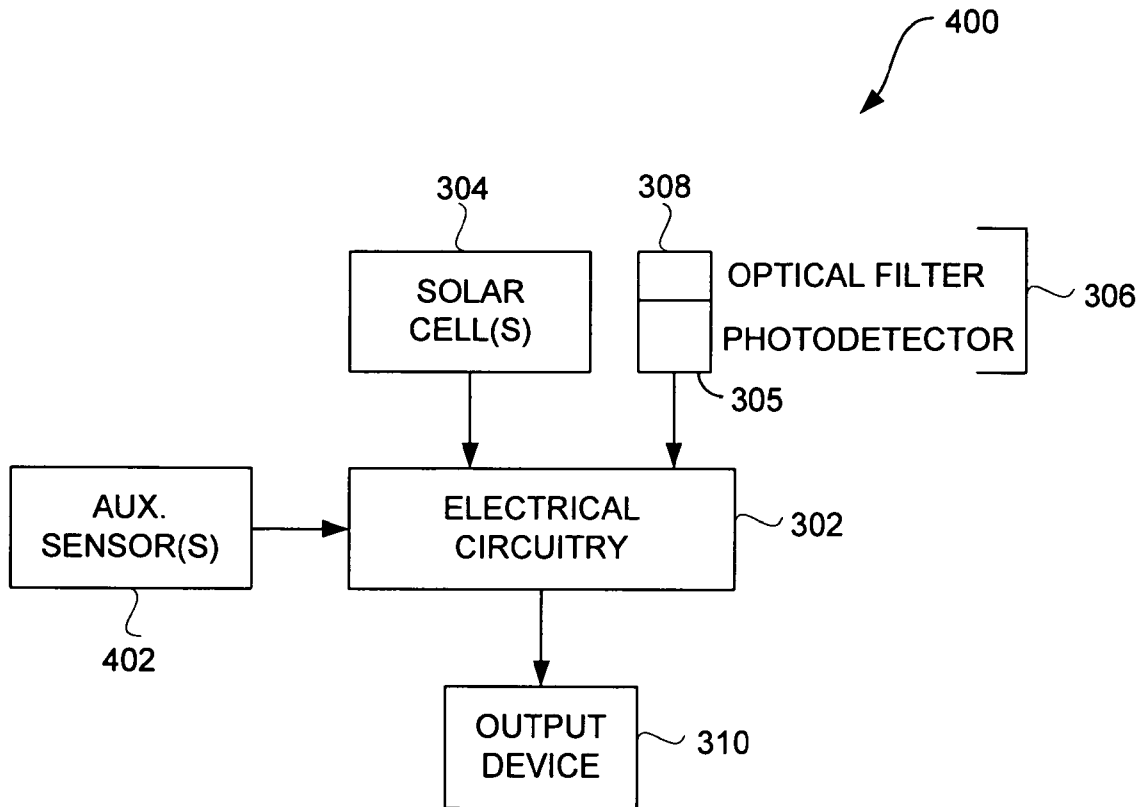 400
304
308
SOLAR
CELL(S)
OPTICAL FILTER
306
PHOTODETECTOR
305
AUX.
SENSOR(S)
ELECTRICAL
CIRCUITRY
302
402
OUTPUT
DEVICE
310